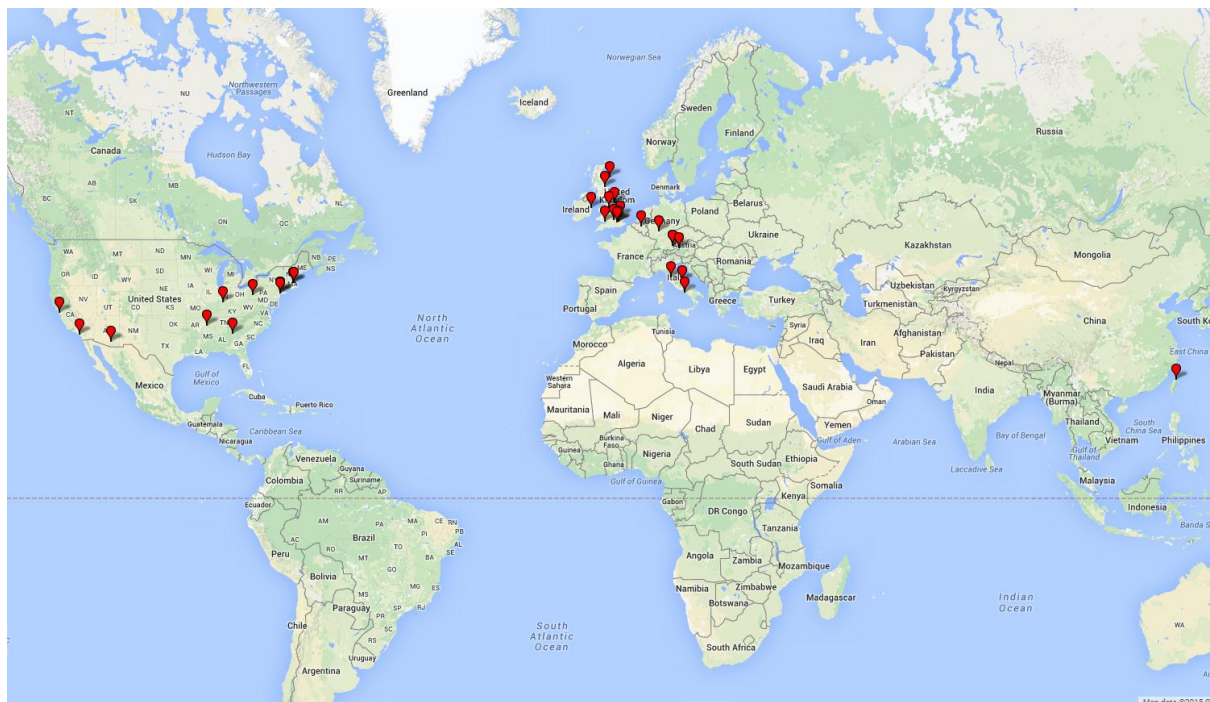 Norwegian Sea
Greenland
Iceland
Northwestern
Passages
NU
NT
Canada
Hudson Bay
AB
MB
BC
SK
ON
QC
NB
PE
NS
Sweden
Finland
Norway
Russia
Denmark
United
Kingdom
Ireland
Poland
Belarus
Ukraine
France
Romania
Spain
Portugal
Greece
Turkey
Kazakhstan
Mongolia
Uzbekistan
Kyrgyzstan
Turkmenistan
Afghanistan
Pakistan
China
South Ko
East China
WA
MT
ND
MN
OR
ID
WY
SD
WI
MI
ME
NV
UT
CO
NE
IA
IL
OH
PA
MD
DE
United States
KS
MO
KY
WV
VA
CA
NM
OK
AR
NC
TX
MS
AL
GA
SC
LA
FL
North
Atlantic
Ocean
Gulf of
Mexico
Mexico
Cuba
Puerto Rico
Guatemala
Caribbean Sea
Nicaragua
Tunisia
Morocco
Algeria
Libya
Egypt
Western
Sahara
Mauritania
Mali
Niger
Chad
Sudan
Syria
Iraq
Iran
Saudi Arabia
Oman
Yemen
Gulf of Aden
Arabian Sea
Nepal
India
Myanmar
(Burma)
Thailand
Vietnam
South
China Sea
Philippines
Bay of Bengal
Gulf of
Thailand
Laccadive Sea
Malaysia
Indonesia
Banda S
Burkina
Faso
Guinea
Ghana
Nigeria
Gulf of Guinea
South Sudan
Ethiopia
Somalia
Kenya
Gabon
DR Congo
Tanzania
Angola
Zambia
Mozambique
Namibia
Zimbabwe
Botswana
Madagascar
South Africa
Venezuela
Guyana
Suriname
Colombia
Ecuador
RR
AP
AM
PA
MA
CE
RN
PB
PI
AL
SE
AC
TO
BA
Peru
Brazil
RO
MT
GO
Bolivia
MG
ES
MS
SP
RJ
Paraguay
PR
SC
RS
Chile
Uruguay
Argentina
South
Atlantic
Ocean
Indian
Ocean
WA